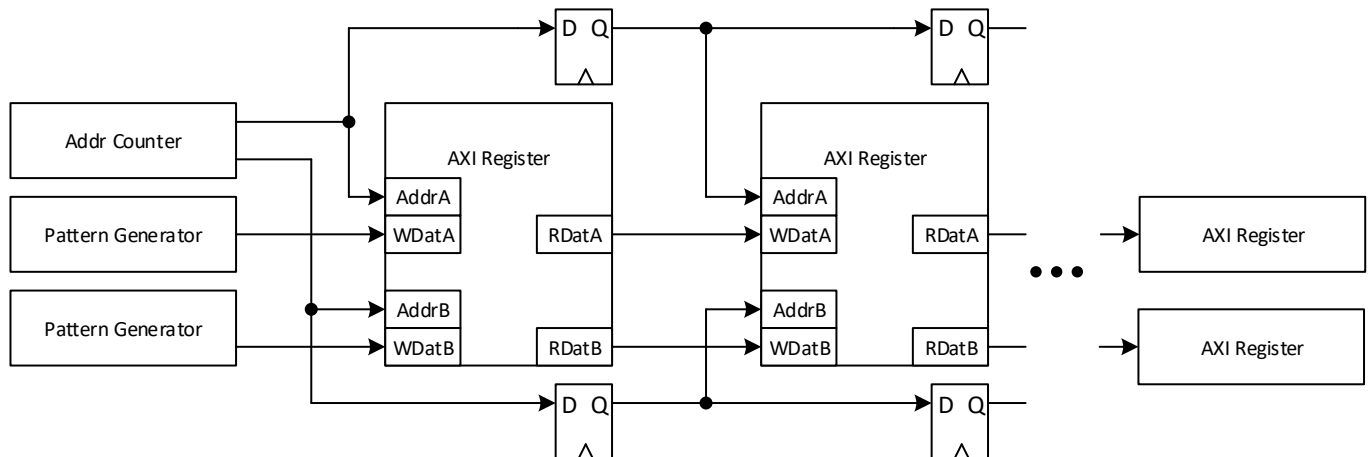 D Q
D Q
Addr Counter
AXI Register
AXI Register
AddrA
AddrA
Pattern Generator
WDatA
RDatA
WDatA
RDatA
AXI Register
Pattern Generator
AddrB
AddrB
WDatB
RDatB
WDatB
RDatB
AXI Register
D Q
D Q